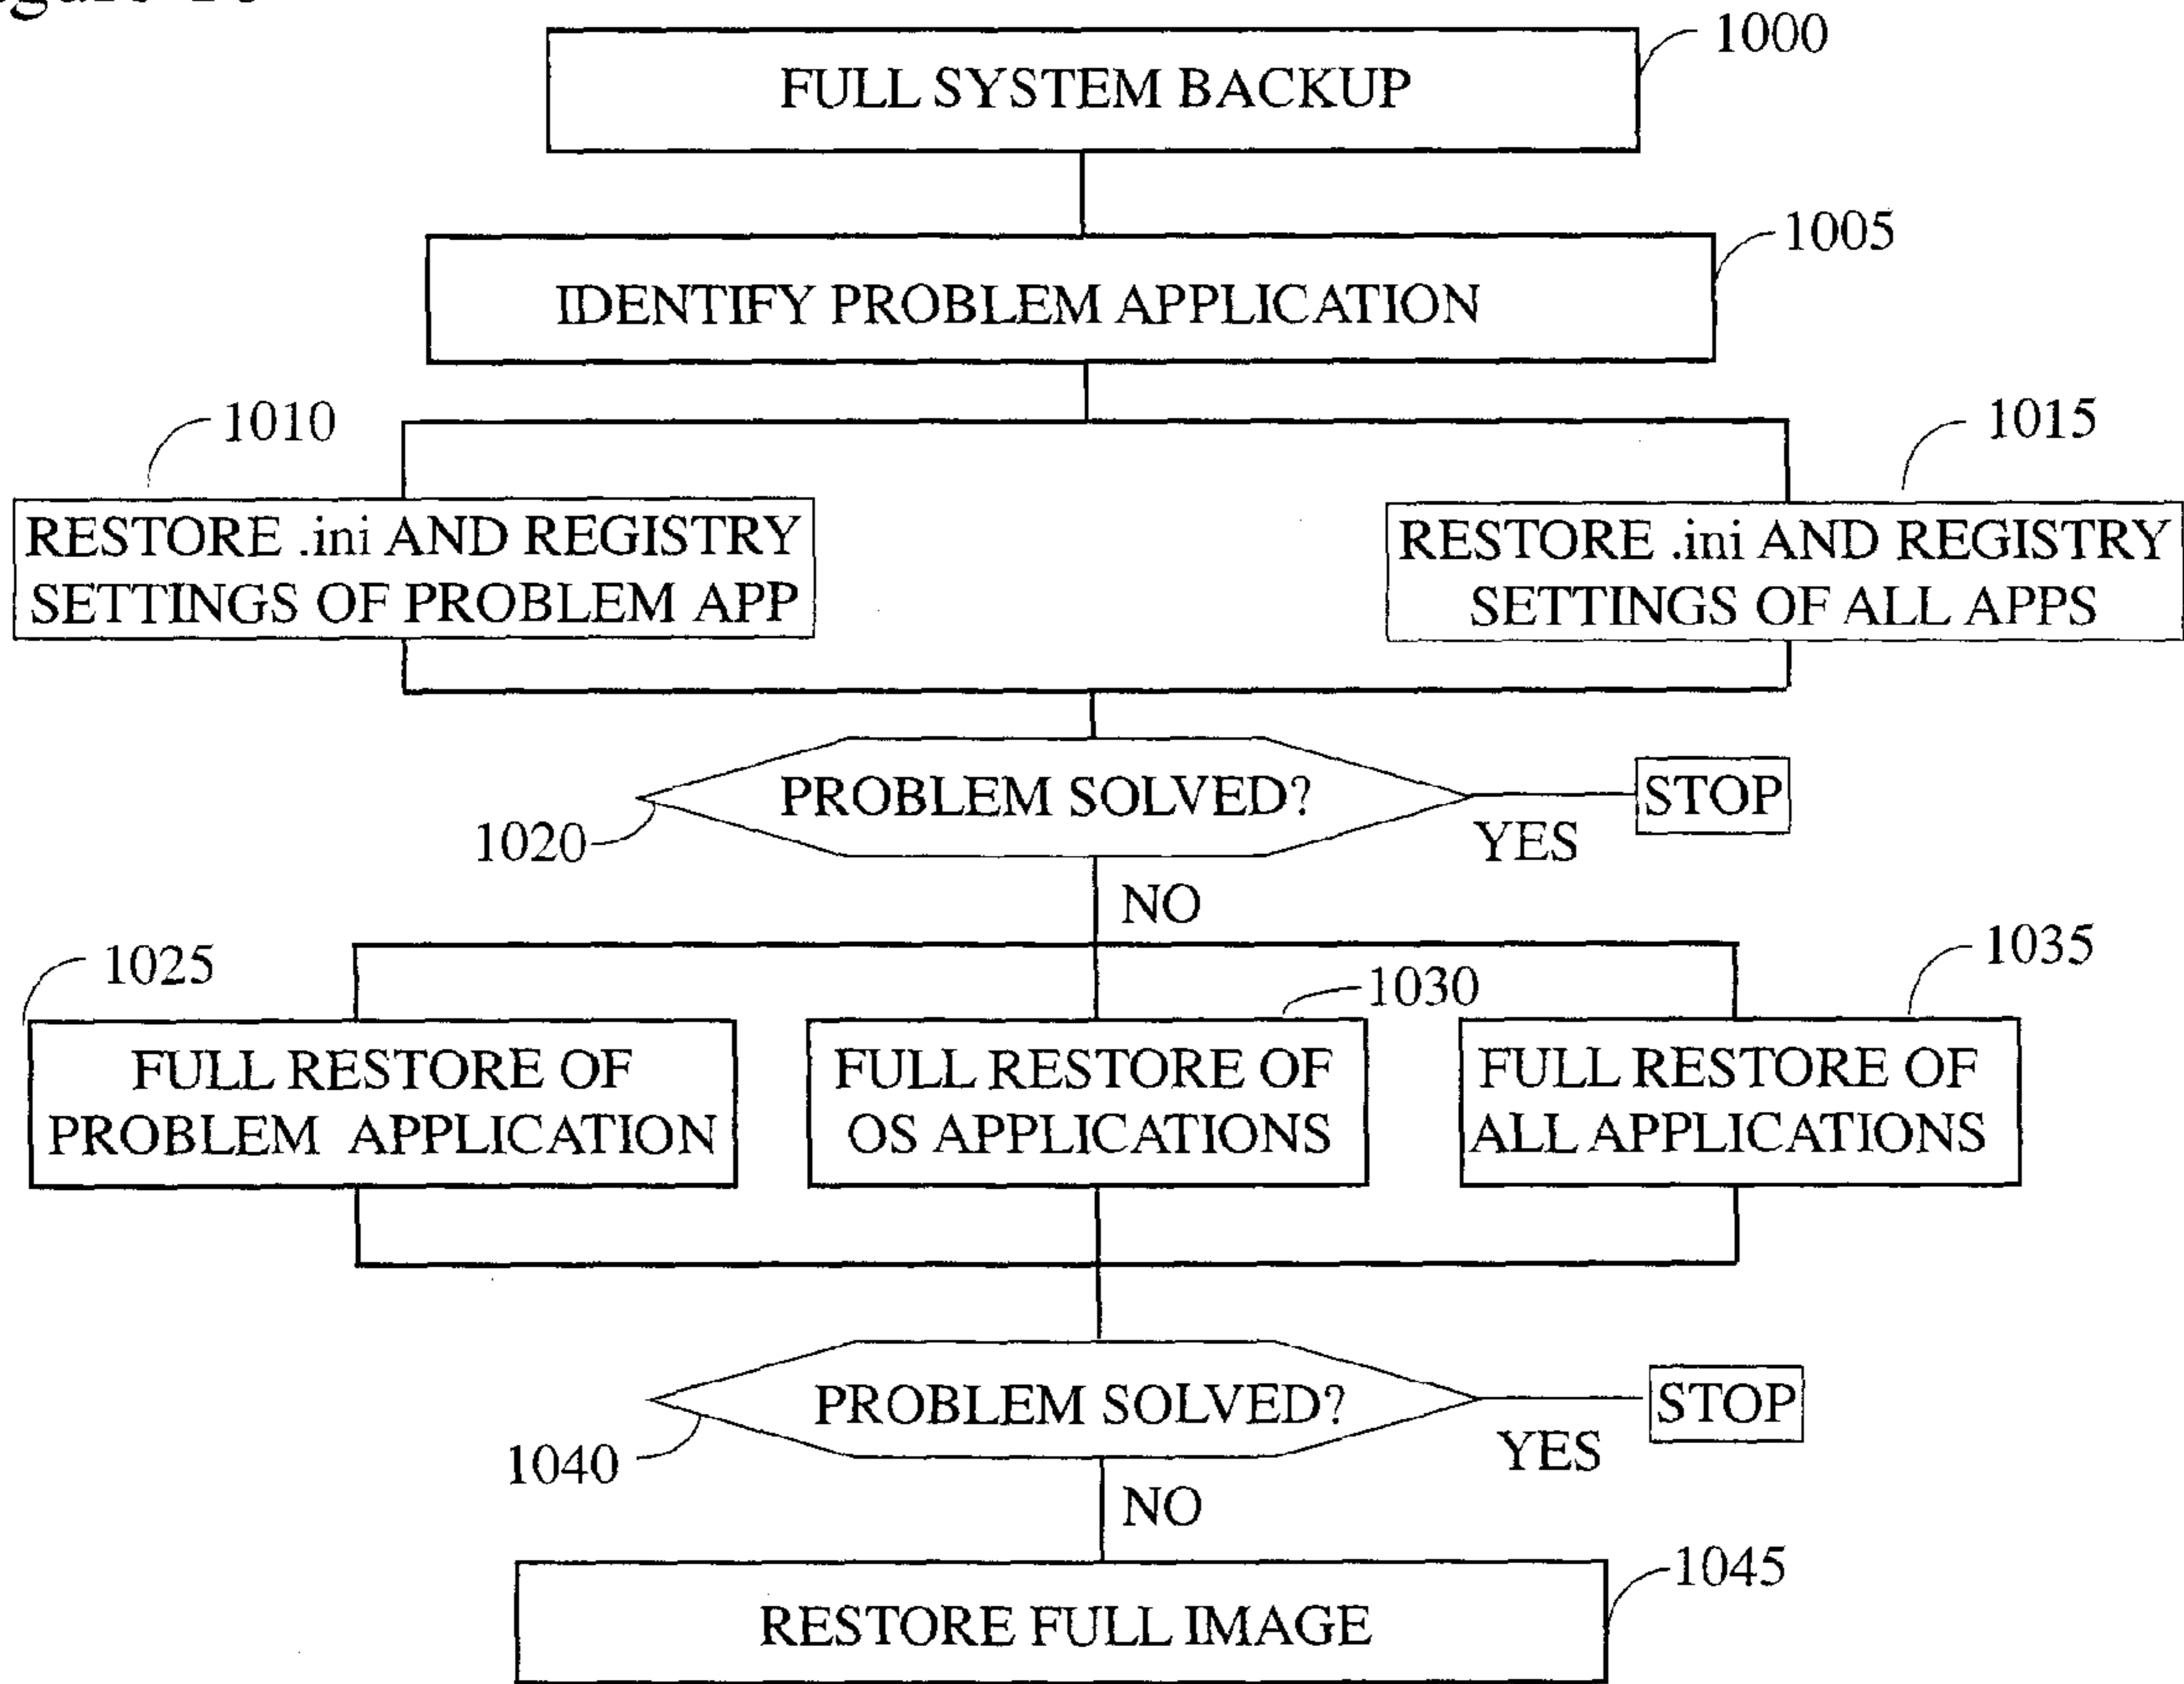 1000
FULL SYSTEM BACKUP
1005
IDENTIFY PROBLEM APPLICATION
1010
1015
RESTORE .ini AND REGISTRY
SETTINGS OF PROBLEM APP
RESTORE .ini AND REGISTRY
SETTINGS OF ALL APPS
PROBLEM SOLVED?
STOP
1020
YES
NO
1025
1030
1035
FULL RESTORE OF
PROBLEM APPLICATION
FULL RESTORE OF
OS APPLICATIONS
FULL RESTORE OF
ALL APPLICATIONS
PROBLEM SOLVED?
STOP
1040
YES
NO
1045
RESTORE FULL IMAGE